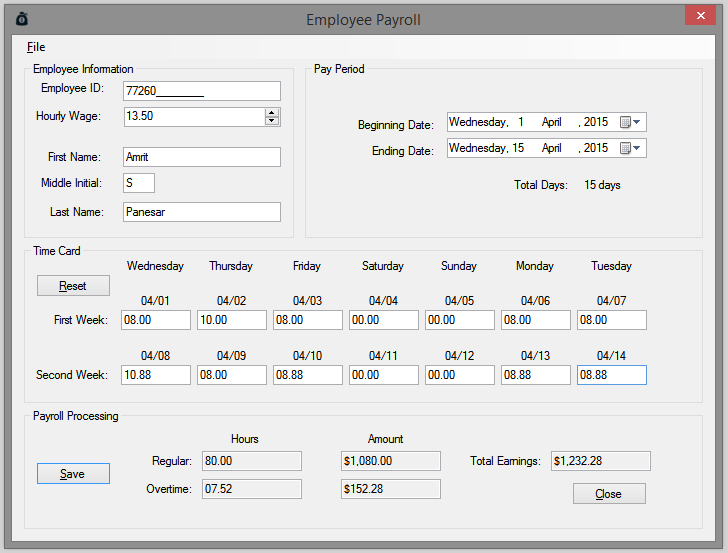 Employee Payroll
File
Employee Information
Employee ID: 77260________
Hourly Wage: 13.50
First Name: Amrit
Middle Initial: S
Last Name: Panesar
Pay Period
Beginning Date: Wednesday, 1 April , 2015
Ending Date: Wednesday, 15 April , 2015
Total Days: 15 days
Time Card
Wednesday Thursday Friday Saturday Sunday Monday Tuesday
Reset
04/01 04/02 04/03 04/04 04/05 04/06 04/07
First Week: 08.00 10.00 08.00 00.00 00.00 08.00 08.00
04/08 04/09 04/10 04/11 04/12 04/13 04/14
Second Week: 10.88 08.00 08.88 00.00 00.00 08.88 08.88
Payroll Processing
Hours Amount
Regular: 80.00 $1,080.00 Total Earnings: $1,232.28
Save
Overtime: 07.52 $152.28
Close